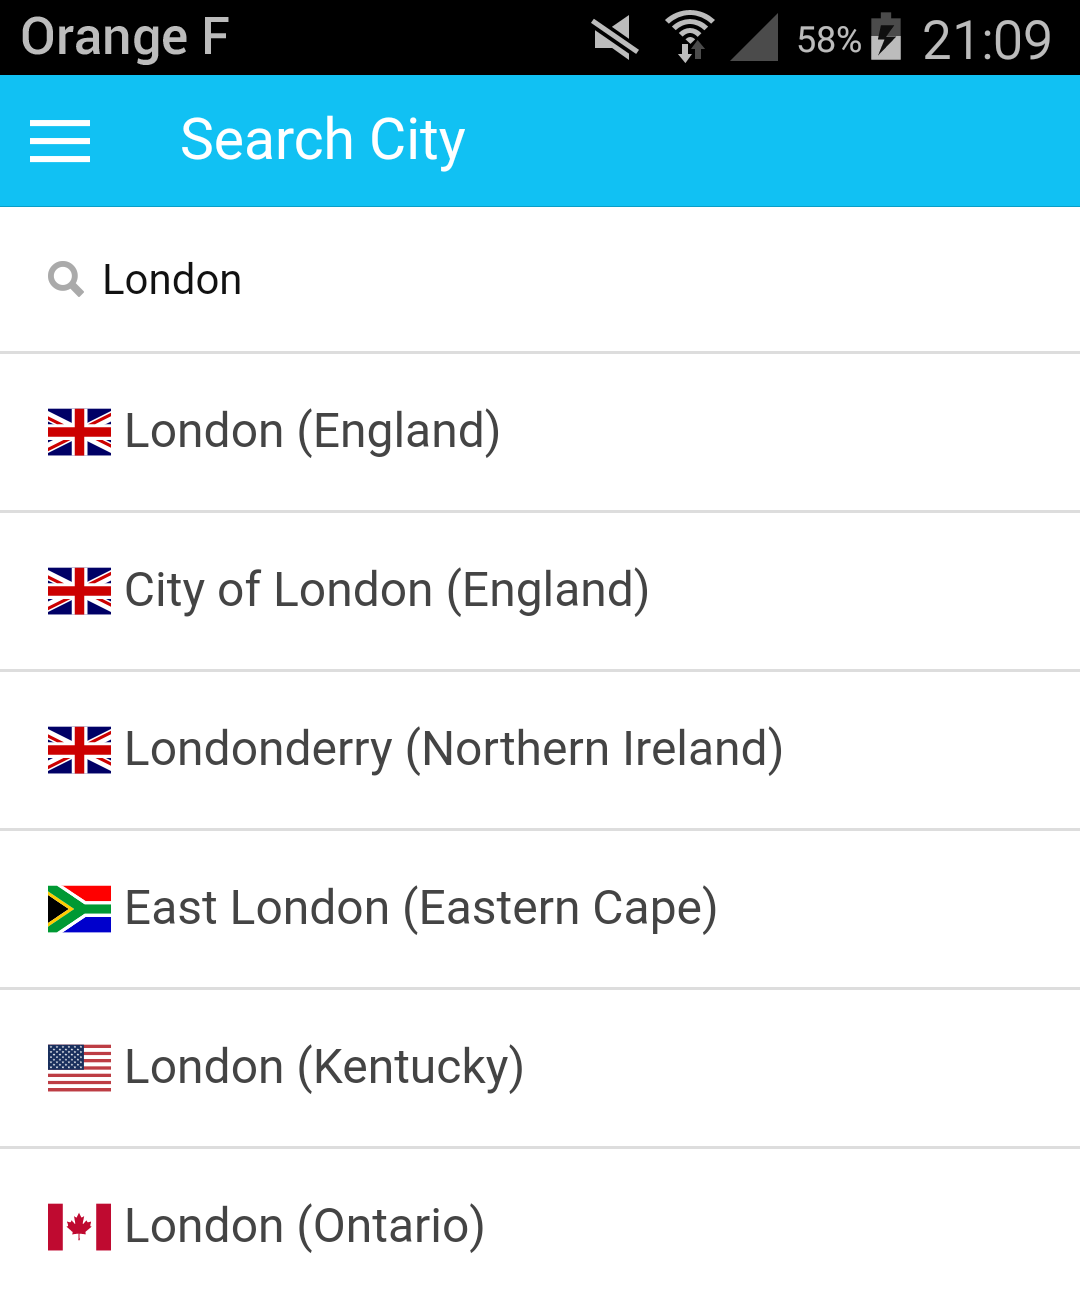 Orange F 58% 21:09
Search City
London
London (England)
City of London (England)
Londonderry (Northern Ireland)
East London (Eastern Cape)
London (Kentucky)
London (Ontario)